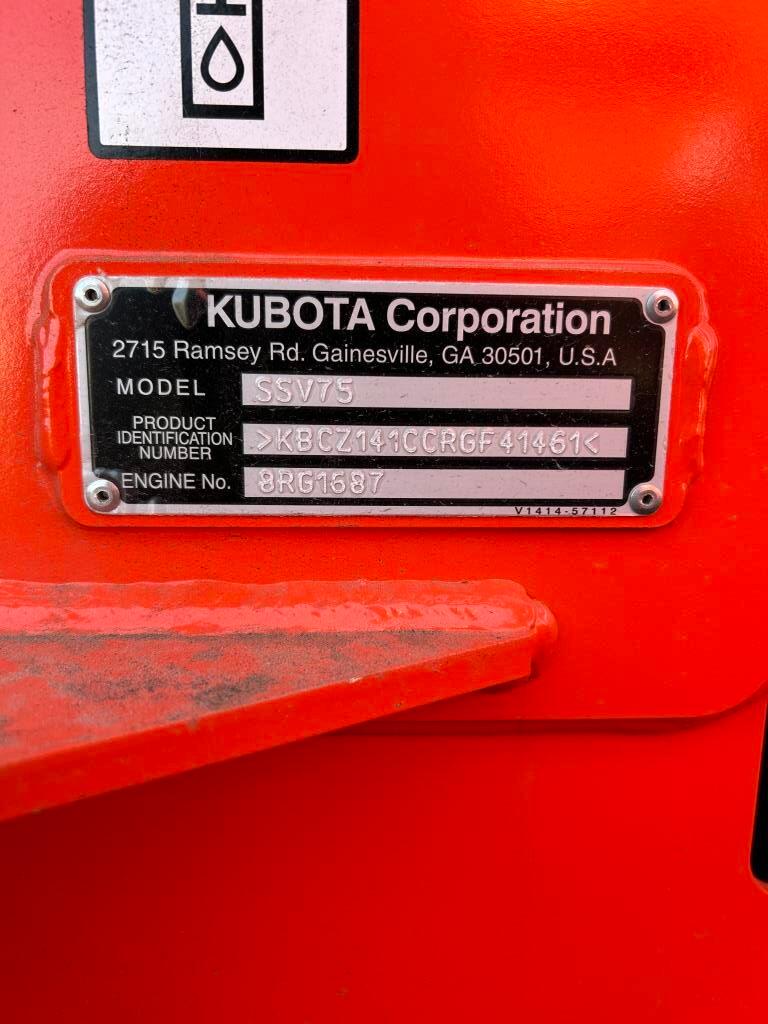 KUBOTA Corporation
2715 Ramsey Rd. Gainesville, GA 30501, U.S.A
MODEL SSV75
PRODUCT
IDENTIFICATION
NUMBER >KBCZ141CCRGF41461<
ENGINE No. 8RG1687
V1414-57112